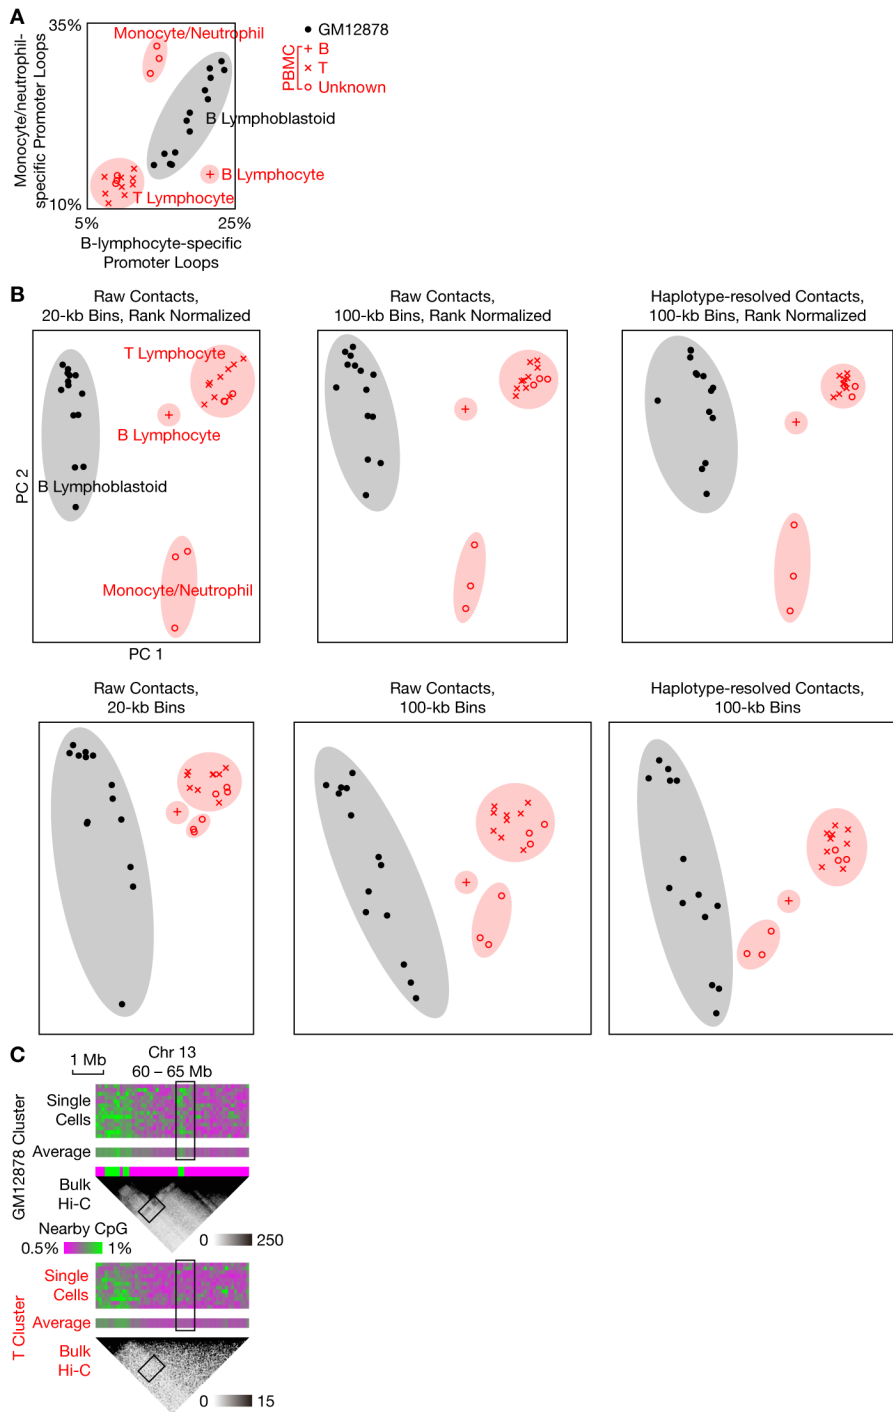 A
35%
10%
5%
25%
Monocyte/neutrophil-
specific Promoter Loops
B-lymphocyte-specific
Promoter Loops
Monocyte/Neutrophil
B Lymphoblastoid
B Lymphocyte
T Lymphocyte
GM12878
PBMC
B
T
Unknown
B
Raw Contacts,
20-kb Bins, Rank Normalized
Raw Contacts,
100-kb Bins, Rank Normalized
Haplotype-resolved Contacts,
100-kb Bins, Rank Normalized
T Lymphocyte
B Lymphocyte
B Lymphoblastoid
Monocyte/Neutrophil
PC 2
PC 1
Raw Contacts,
20-kb Bins
Raw Contacts,
100-kb Bins
Haplotype-resolved Contacts,
100-kb Bins
C
1 Mb
Chr 13
60 – 65 Mb
GM12878 Cluster
Single
Cells
Average
Bulk
Hi-C
0
250
Nearby CpG
0.5%
1%
T Cluster
Single
Cells
Average
Bulk
Hi-C
0
15